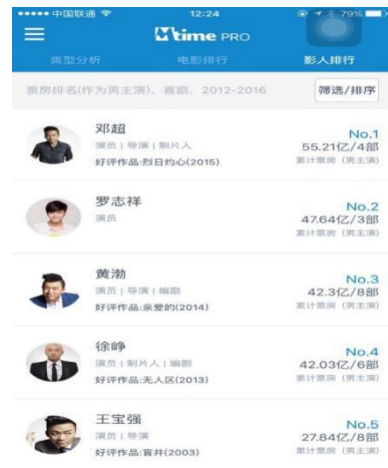 中国联通 12:24 79%
Mtime PRO
类型分析 电影排行 影人排行
票房排名(作为男主演), 喜剧, 2012-2016 筛选/排序
邓超
演员 | 导演 | 制片人
好评作品:烈日灼心(2015)
No.1
55.21亿/4部
累计票房 (男主演)
罗志祥
演员
No.2
47.64亿/3部
累计票房 (男主演)
黄渤
演员 | 导演 | 编剧
好评作品:亲爱的(2014)
No.3
42.3亿/8部
累计票房 (男主演)
徐峥
演员 | 制片人 | 编剧
好评作品:无人区(2013)
No.4
42.03亿/6部
累计票房 (男主演)
王宝强
演员 | 导演
好评作品:盲井(2003)
No.5
27.84亿/8部
累计票房 (男主演)